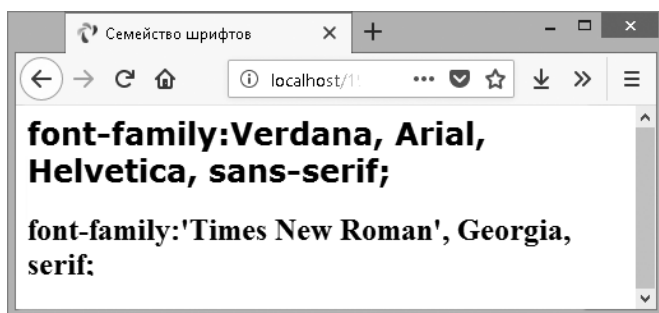 Семейство шрифтов
localhost/1
font-family:Verdana, Arial,
Helvetica, sans-serif;
font-family:'Times New Roman', Georgia,
serif;